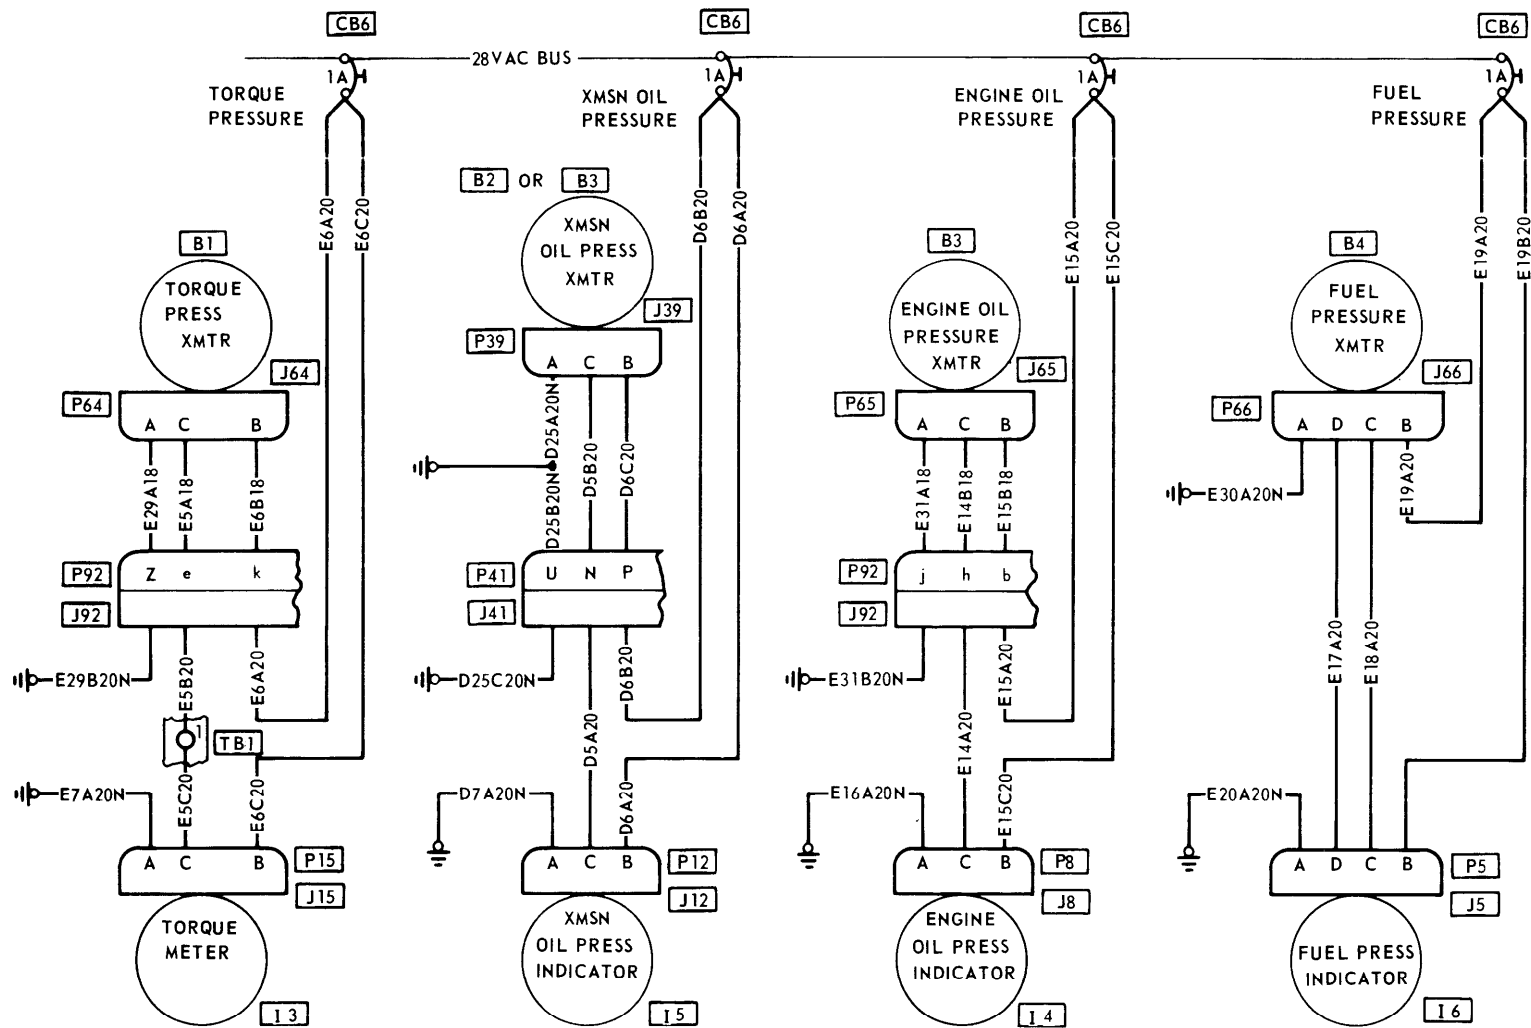 CB6
CB6
CB6
CB6
28VAC BUS
1A
1A
1A
1A
TORQUE
PRESSURE
XMSN OIL
PRESSURE
ENGINE OIL
PRESSURE
FUEL
PRESSURE
E6A20
E6C20
B2 OR B3
D6B20
D6A20
E15A20
E15C20
E19A20
E19B20
B1
TORQUE
PRESS
XMTR
J64
P64
A C B
E29A18
E5A18
E6B18
P92
Z e k
J92
E29B20N
E5B20
E6A20
1
TB1
E7A20N
E5C20
E6C20
A C B
P15
J15
TORQUE
METER
I 3
XMSN
OIL PRESS
XMTR
J39
P39
A C B
D25A20N
D25B20N
D5B20
D6C20
P41
U N P
J41
D25C20N
D5A20
D6B20
D7A20N
D6A20
A C B
P12
J12
XMSN
OIL PRESS
INDICATOR
I 5
B3
ENGINE OIL
PRESSURE
XMTR
J65
P65
A C B
E31A18
E14B18
E15B18
P92
j h b
J92
E31B20N
E14A20
E15A20
E16A20N
E15C20
A C B
P8
J8
ENGINE
OIL PRESS
INDICATOR
I 4
B4
FUEL
PRESSURE
XMTR
J66
P66
A D C B
E30A20N
E19A20
E17A20
E18A20
E20A20N
A D C B
P5
J5
FUEL PRESS
INDICATOR
I 6